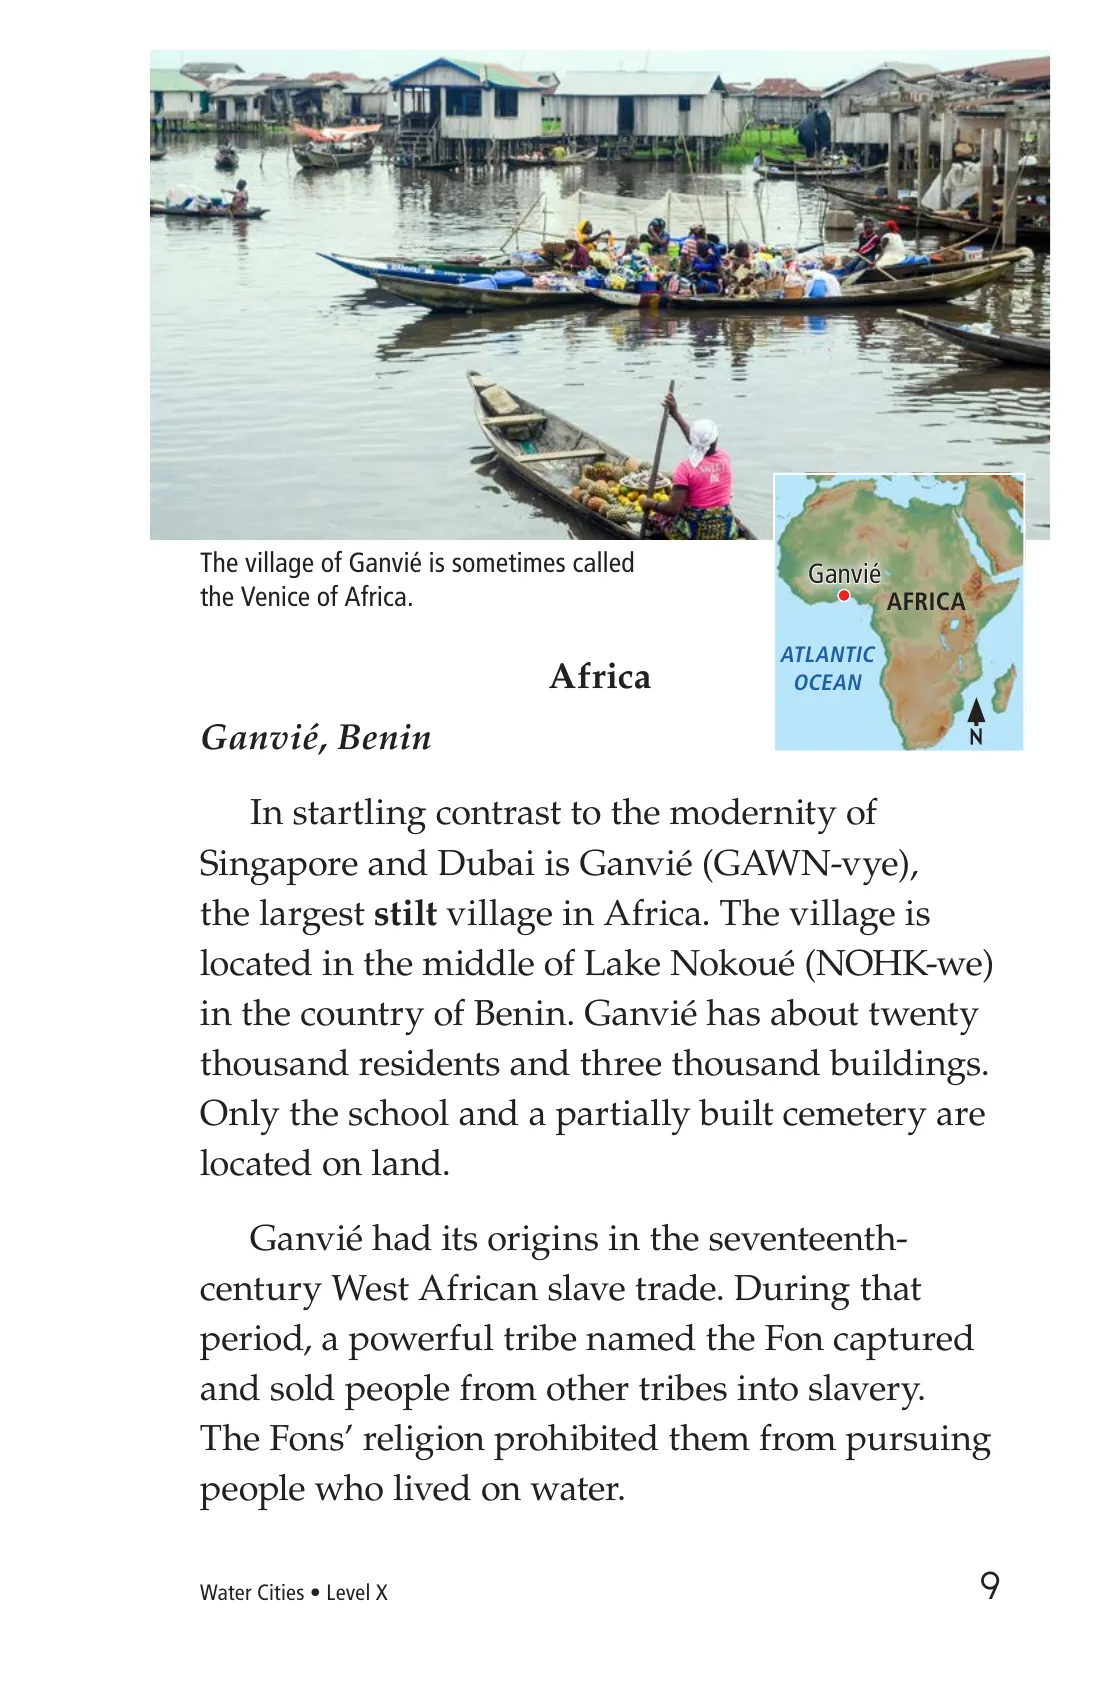 The village of Ganvié is sometimes called
the Venice of Africa.
Ganvié
AFRICA
ATLANTIC
OCEAN
N
Africa
Ganvié, Benin
In startling contrast to the modernity of
Singapore and Dubai is Ganvié (GAWN-vye),
the largest stilt village in Africa. The village is
located in the middle of Lake Nokoué (NOHK-we)
in the country of Benin. Ganvié has about twenty
thousand residents and three thousand buildings.
Only the school and a partially built cemetery are
located on land.
Ganvié had its origins in the seventeenth-
century West African slave trade. During that
period, a powerful tribe named the Fon captured
and sold people from other tribes into slavery.
The Fons’ religion prohibited them from pursuing
people who lived on water.
Water Cities • Level X
9